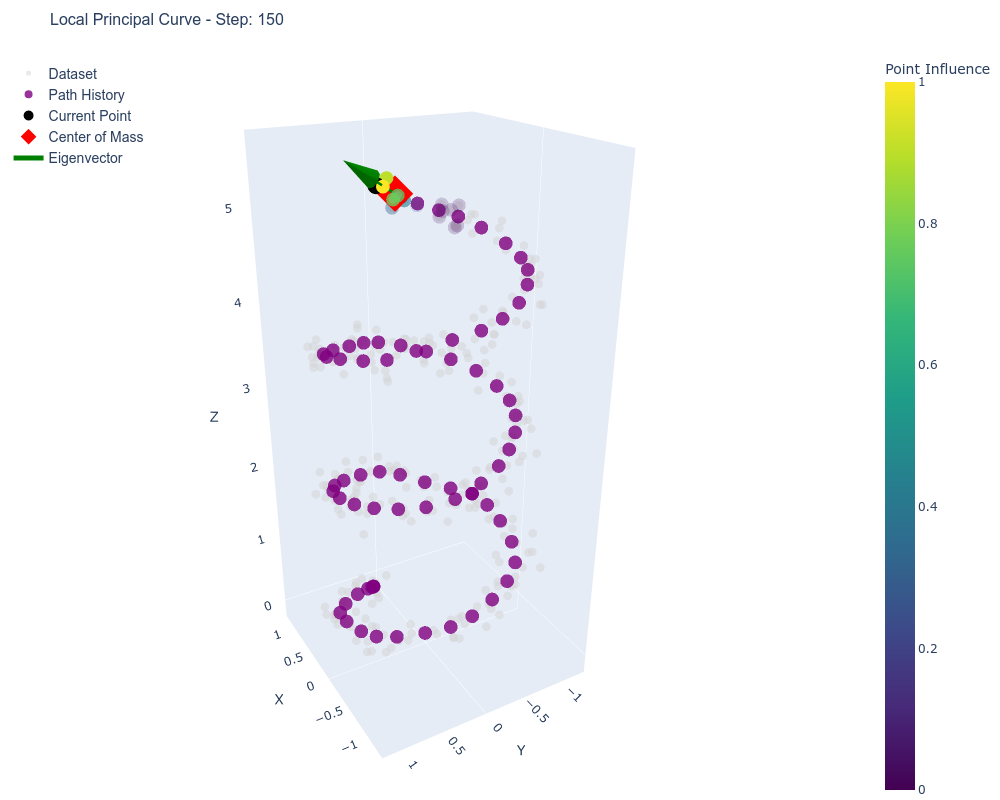 Local Principal Curve - Step: 150
Dataset
Path History
Current Point
Center of Mass
Eigenvector
Point Influence
1
0.8
0.6
0.4
0.2
0
5
4
3
2
1
0
Z
1
0.5
0
−0.5
−1
X
1
0.5
0
−0.5
−1
Y